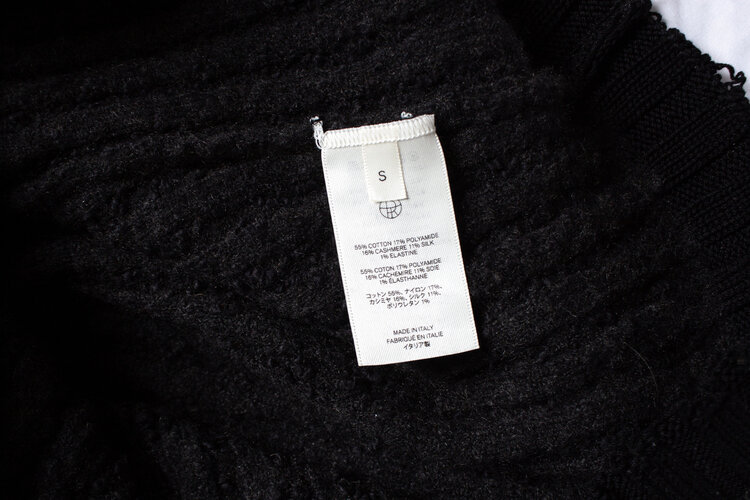 S
55% COTTON 17% POLYAMIDE
16% CASHMERE 11% SILK
1% ELASTINE
55% COTON 17% POLYAMIDE
16% CACHEMIRE 11% SOIE
1% ÉLASTHANNE
コットン 55%、ナイロン 17%、
カシミヤ 16%、シルク 11%、
ポリウレタン 1%
MADE IN ITALY
FABRIQUÉ EN ITALIE
イタリア製